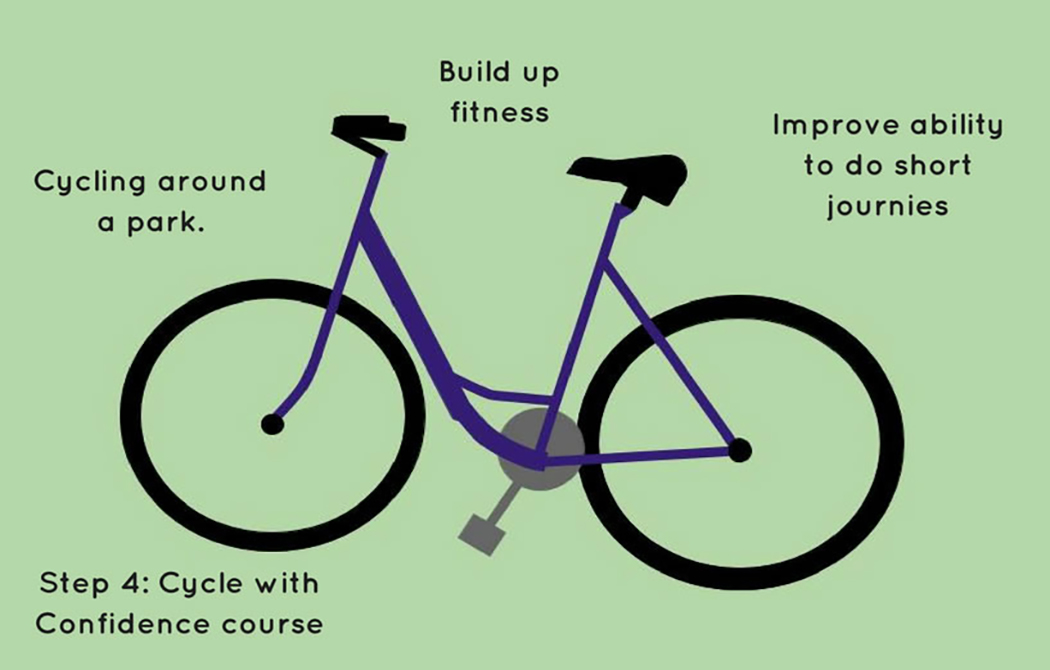 Build up
fitness
Improve ability
to do short
journies
Cycling around
a park.
Step 4: Cycle with
Confidence course